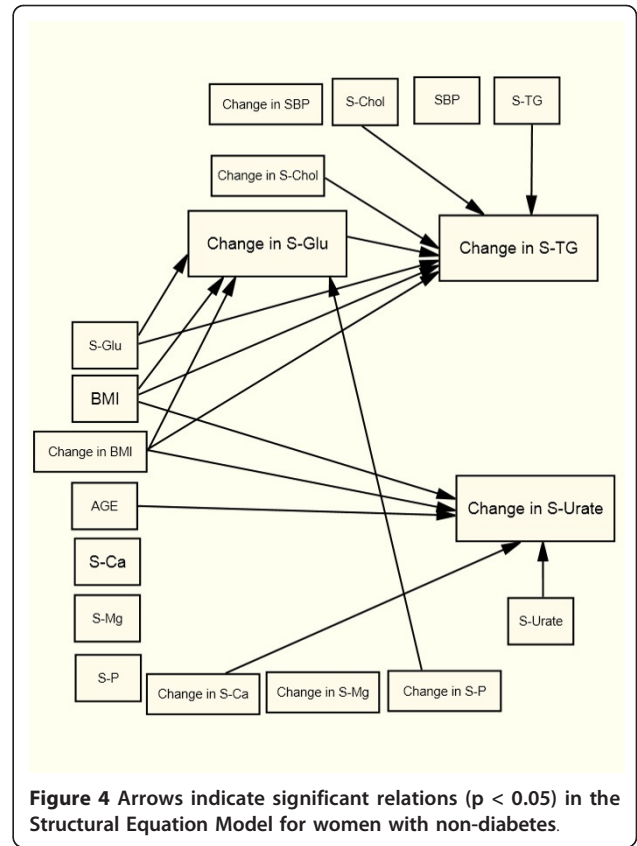 Change in SBP
S-Chol
SBP
S-TG
Change in S-Chol
Change in S-Glu
Change in S-TG
S-Glu
BMI
Change in BMI
AGE
Change in S-Urate
S-Ca
S-Mg
S-Urate
S-P
Change in S-Ca
Change in S-Mg
Change in S-P
Figure 4 Arrows indicate significant relations (p < 0.05) in the
Structural Equation Model for women with non-diabetes.